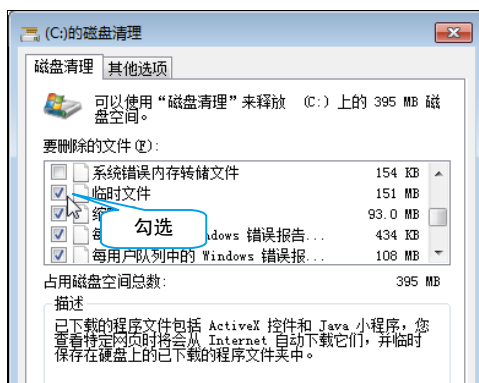 (C:)的磁盘清理
磁盘清理 其他选项
可以使用“磁盘清理”来释放 (C:) 上的 395 MB 磁
盘空间。
要删除的文件(F):
系统错误内存转储文件 154 KB
临时文件 151 MB
93.0 MB
勾选
dows 错误报告... 434 KB
每用户队列中的 Windows 错误报... 108 MB
占用磁盘空间总数: 395 MB
描述
已下载的程序文件包括 ActiveX 控件和 Java 小程序，您
查看特定网页时将会从 Internet 自动下载它们，并临时
保存在硬盘上的已下载的程序文件夹中。